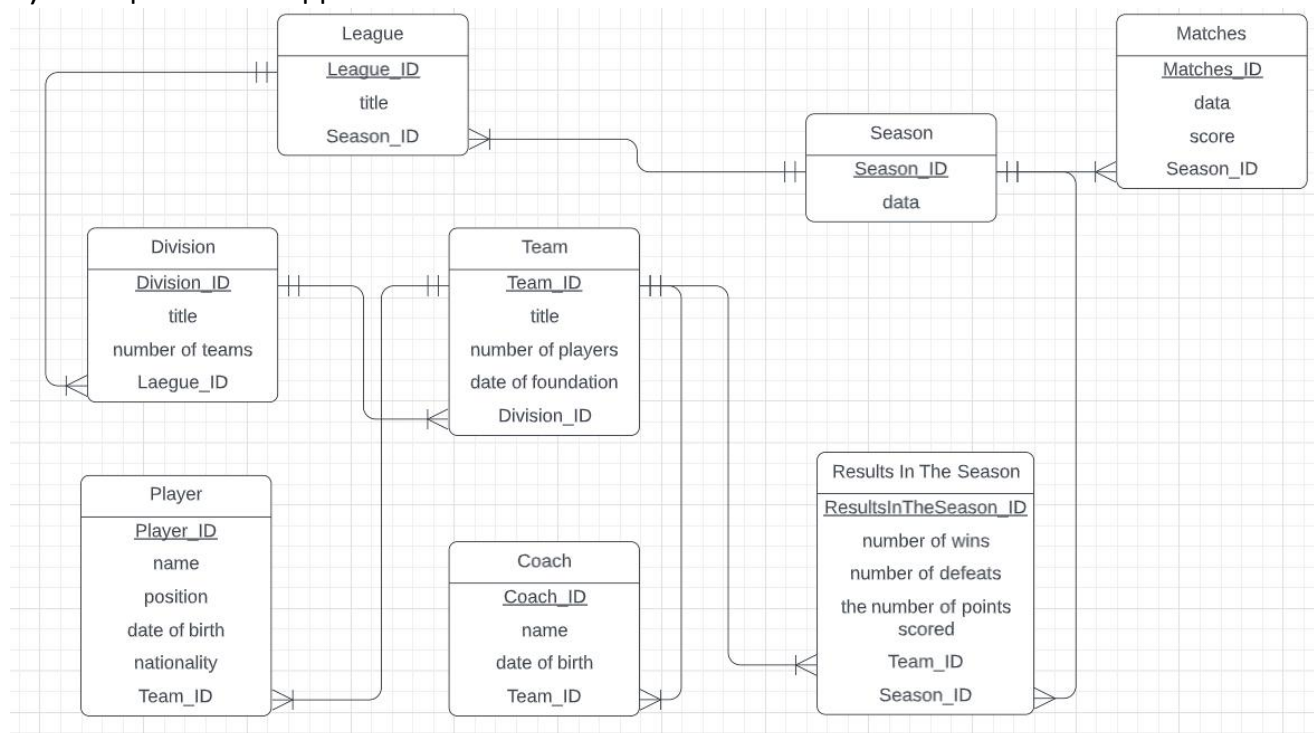 League
League_ID
title
Season_ID
Matches
Matches_ID
data
score
Season_ID
Season
Season_ID
data
Division
Division_ID
title
number of teams
Laegue_ID
Team
Team_ID
title
number of players
date of foundation
Division_ID
Player
Player_ID
name
position
date of birth
nationality
Team_ID
Coach
Coach_ID
name
date of birth
Team_ID
Results In The Season
ResultsInTheSeason_ID
number of wins
number of defeats
the number of points
scored
Team_ID
Season_ID